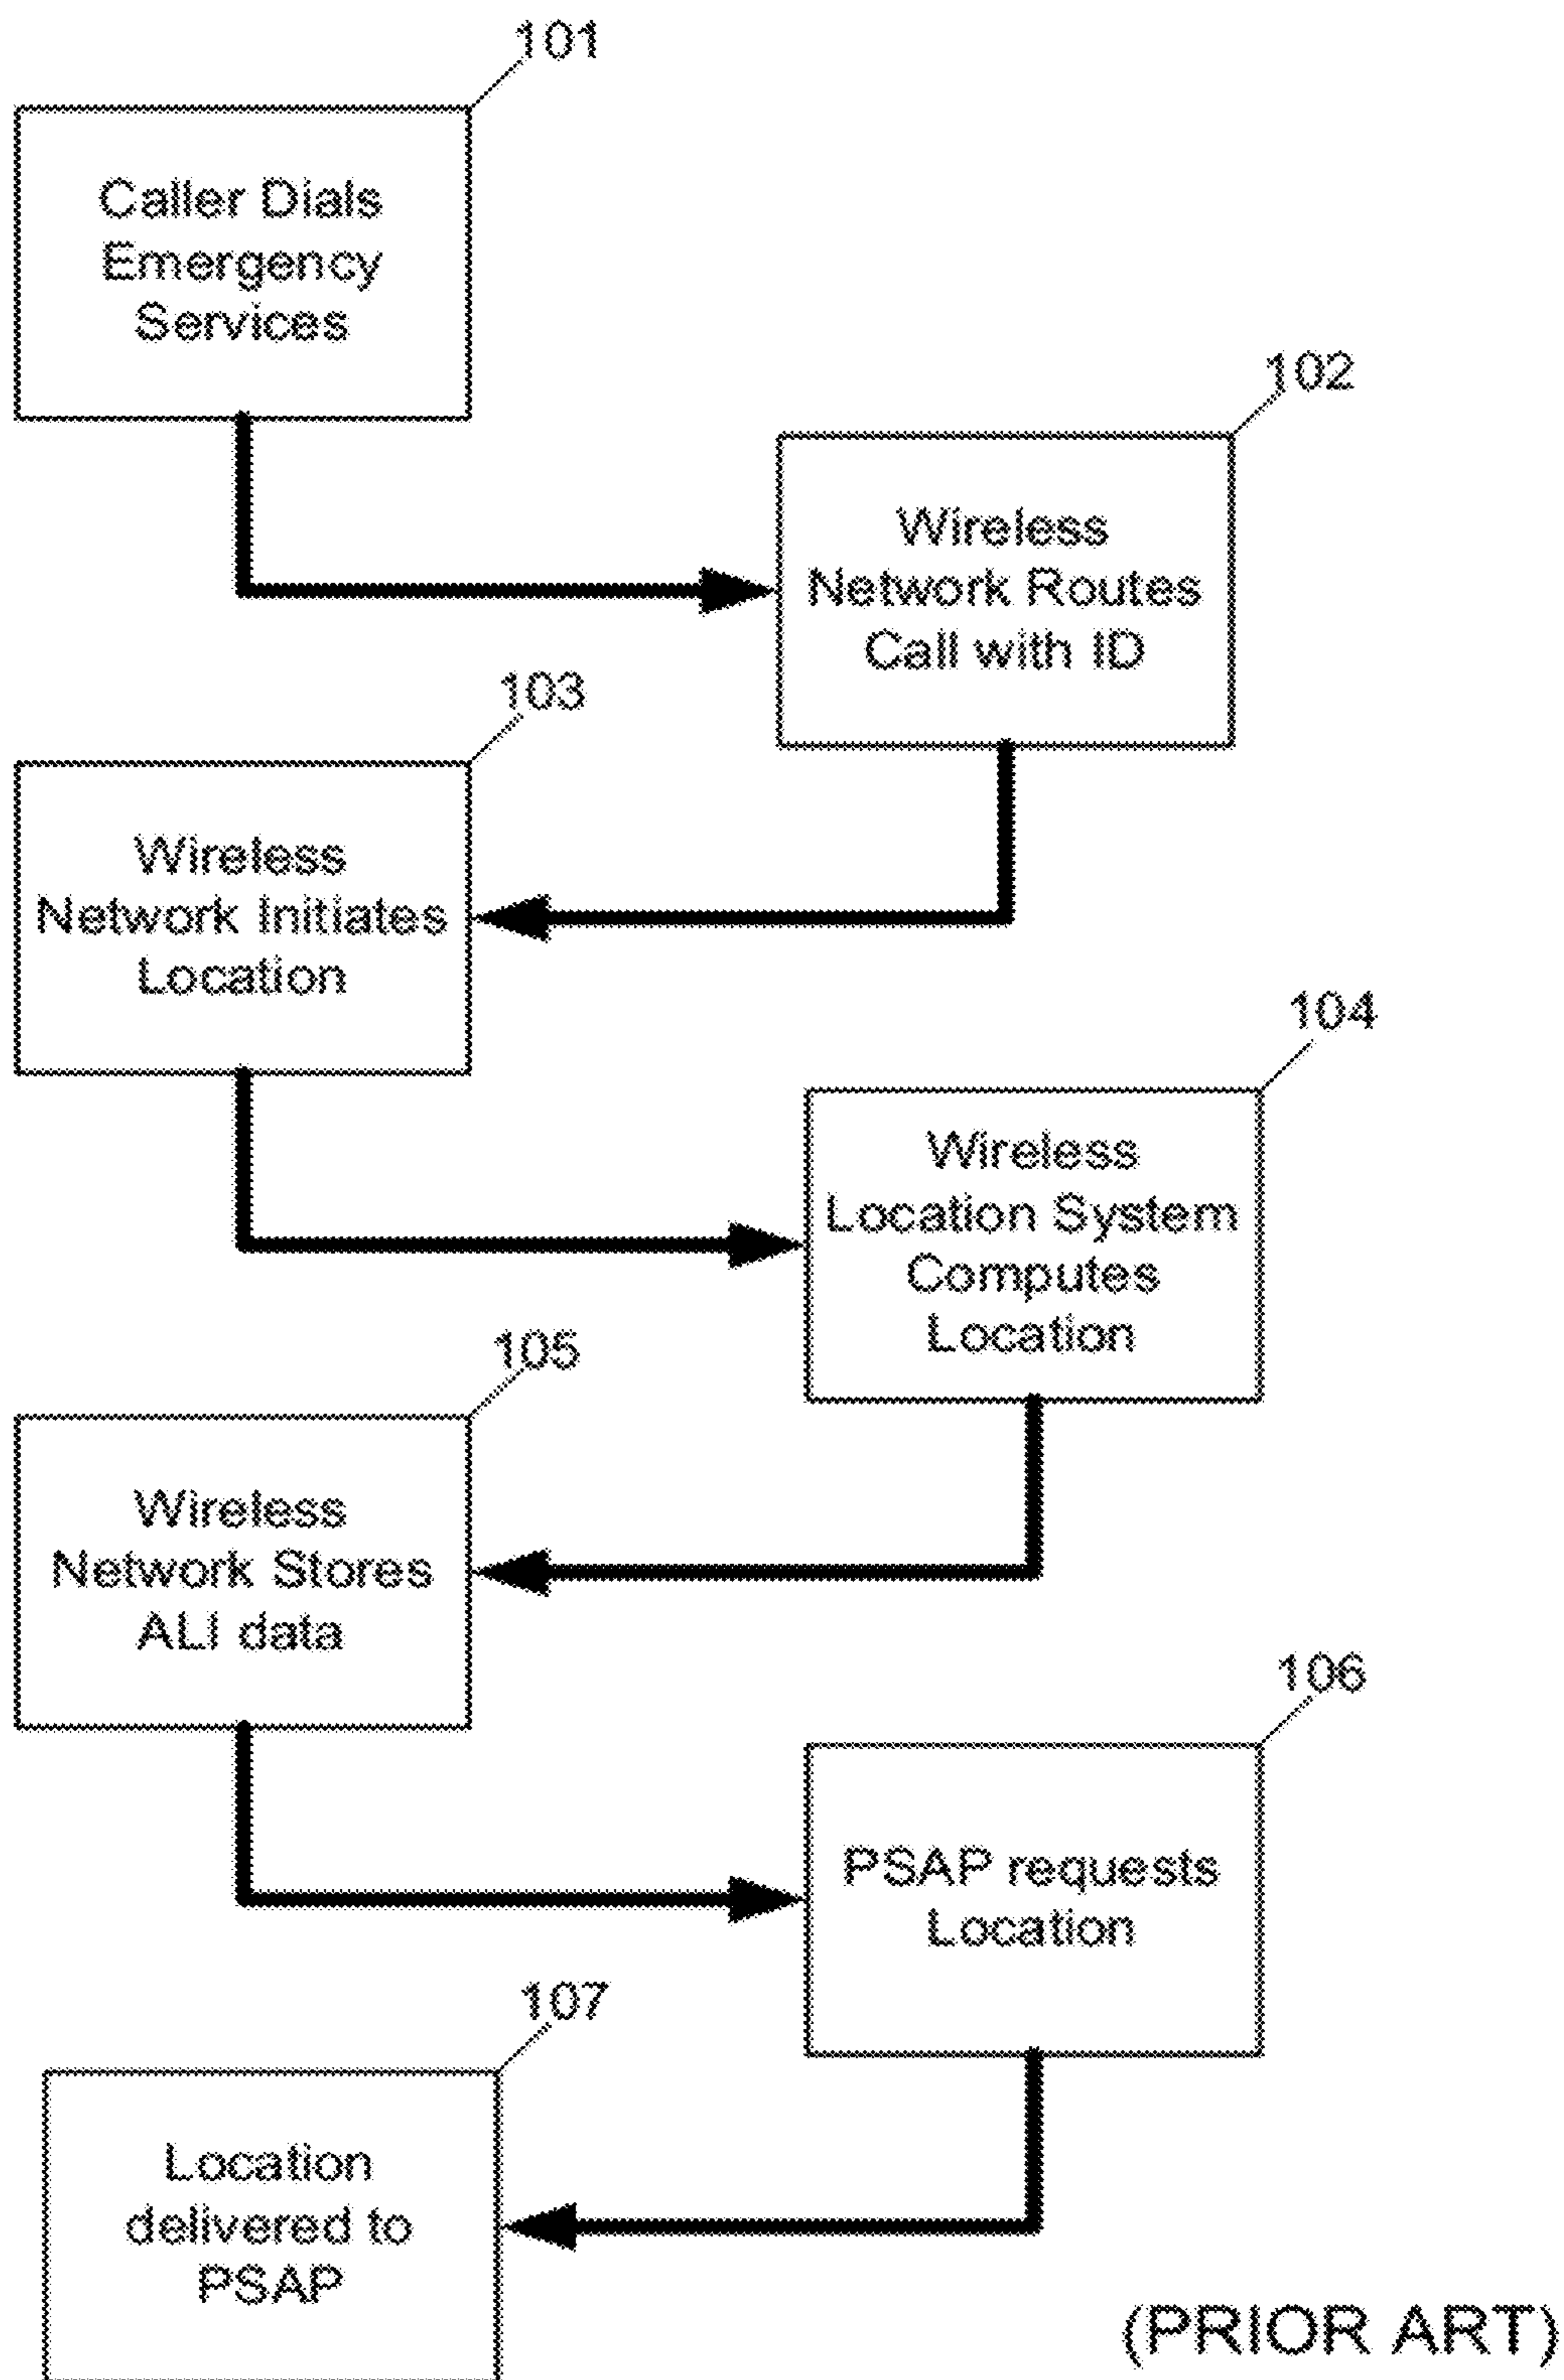 101
Caller Dials
Emergency
Services
102
Wireless
Network Routes
Call with ID
103
Wireless
Network Initiates
Location
104
Wireless
Location System
Computes
Location
105
Wireless
Network Stores
ALI data
106
PSAP requests
Location
107
Location
delivered to
PSAP
(PRIOR ART)